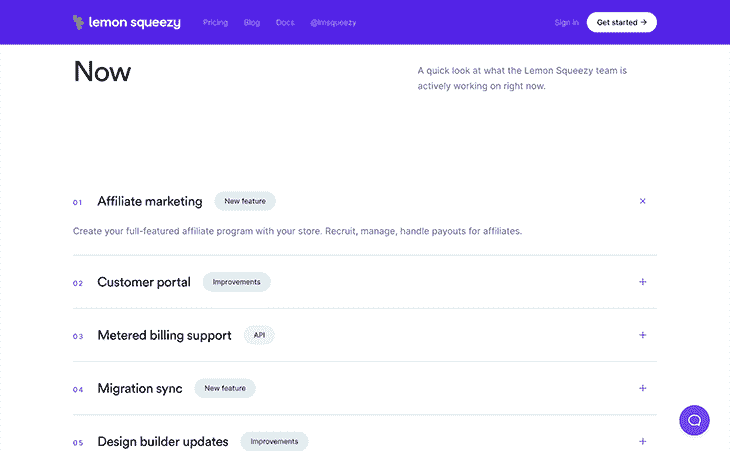 lemon squeezy Pricing Blog Docs @lmsqueezy Sign in Get started →
Now
A quick look at what the Lemon Squeezy team is
actively working on right now.
01 Affiliate marketing New feature
Create your full-featured affiliate program with your store. Recruit, manage, handle payouts for affiliates.
02 Customer portal Improvements
03 Metered billing support API
04 Migration sync New feature
05 Design builder updates Improvements